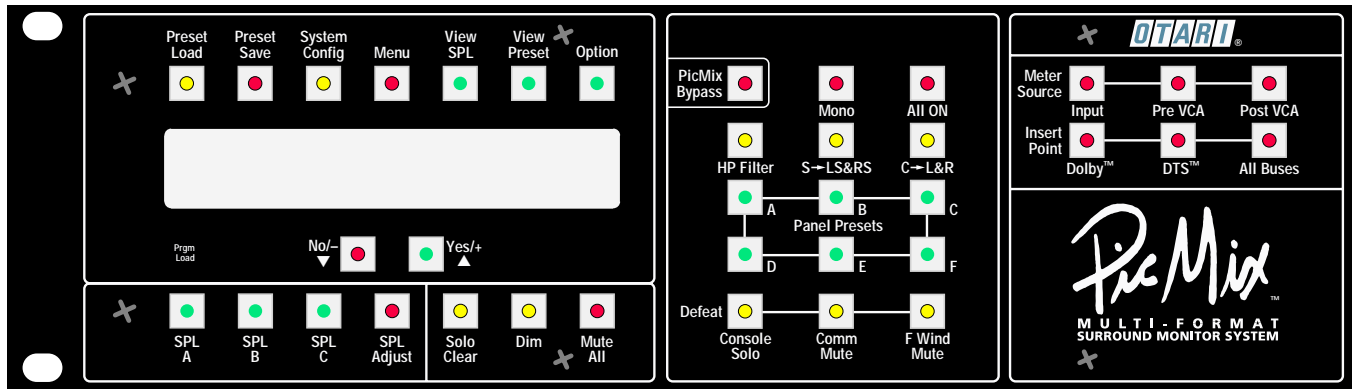 Preset Load
Preset Save
System Config
Menu
View SPL
View Preset
Option
Prgm Load
No/–
▼
Yes/+
▲
SPL A
SPL B
SPL C
SPL Adjust
Solo Clear
Dim
Mute All
PicMix Bypass
Mono
All ON
HP Filter
S→LS&RS
C→L&R
A
B
C
Panel Presets
D
E
F
Defeat
Console Solo
Comm Mute
F Wind Mute
OTARI®
Meter Source
Input
Pre VCA
Post VCA
Insert Point
Dolby™
DTS™
All Buses
PicMix™
MULTI-FORMAT
SURROUND MONITOR SYSTEM